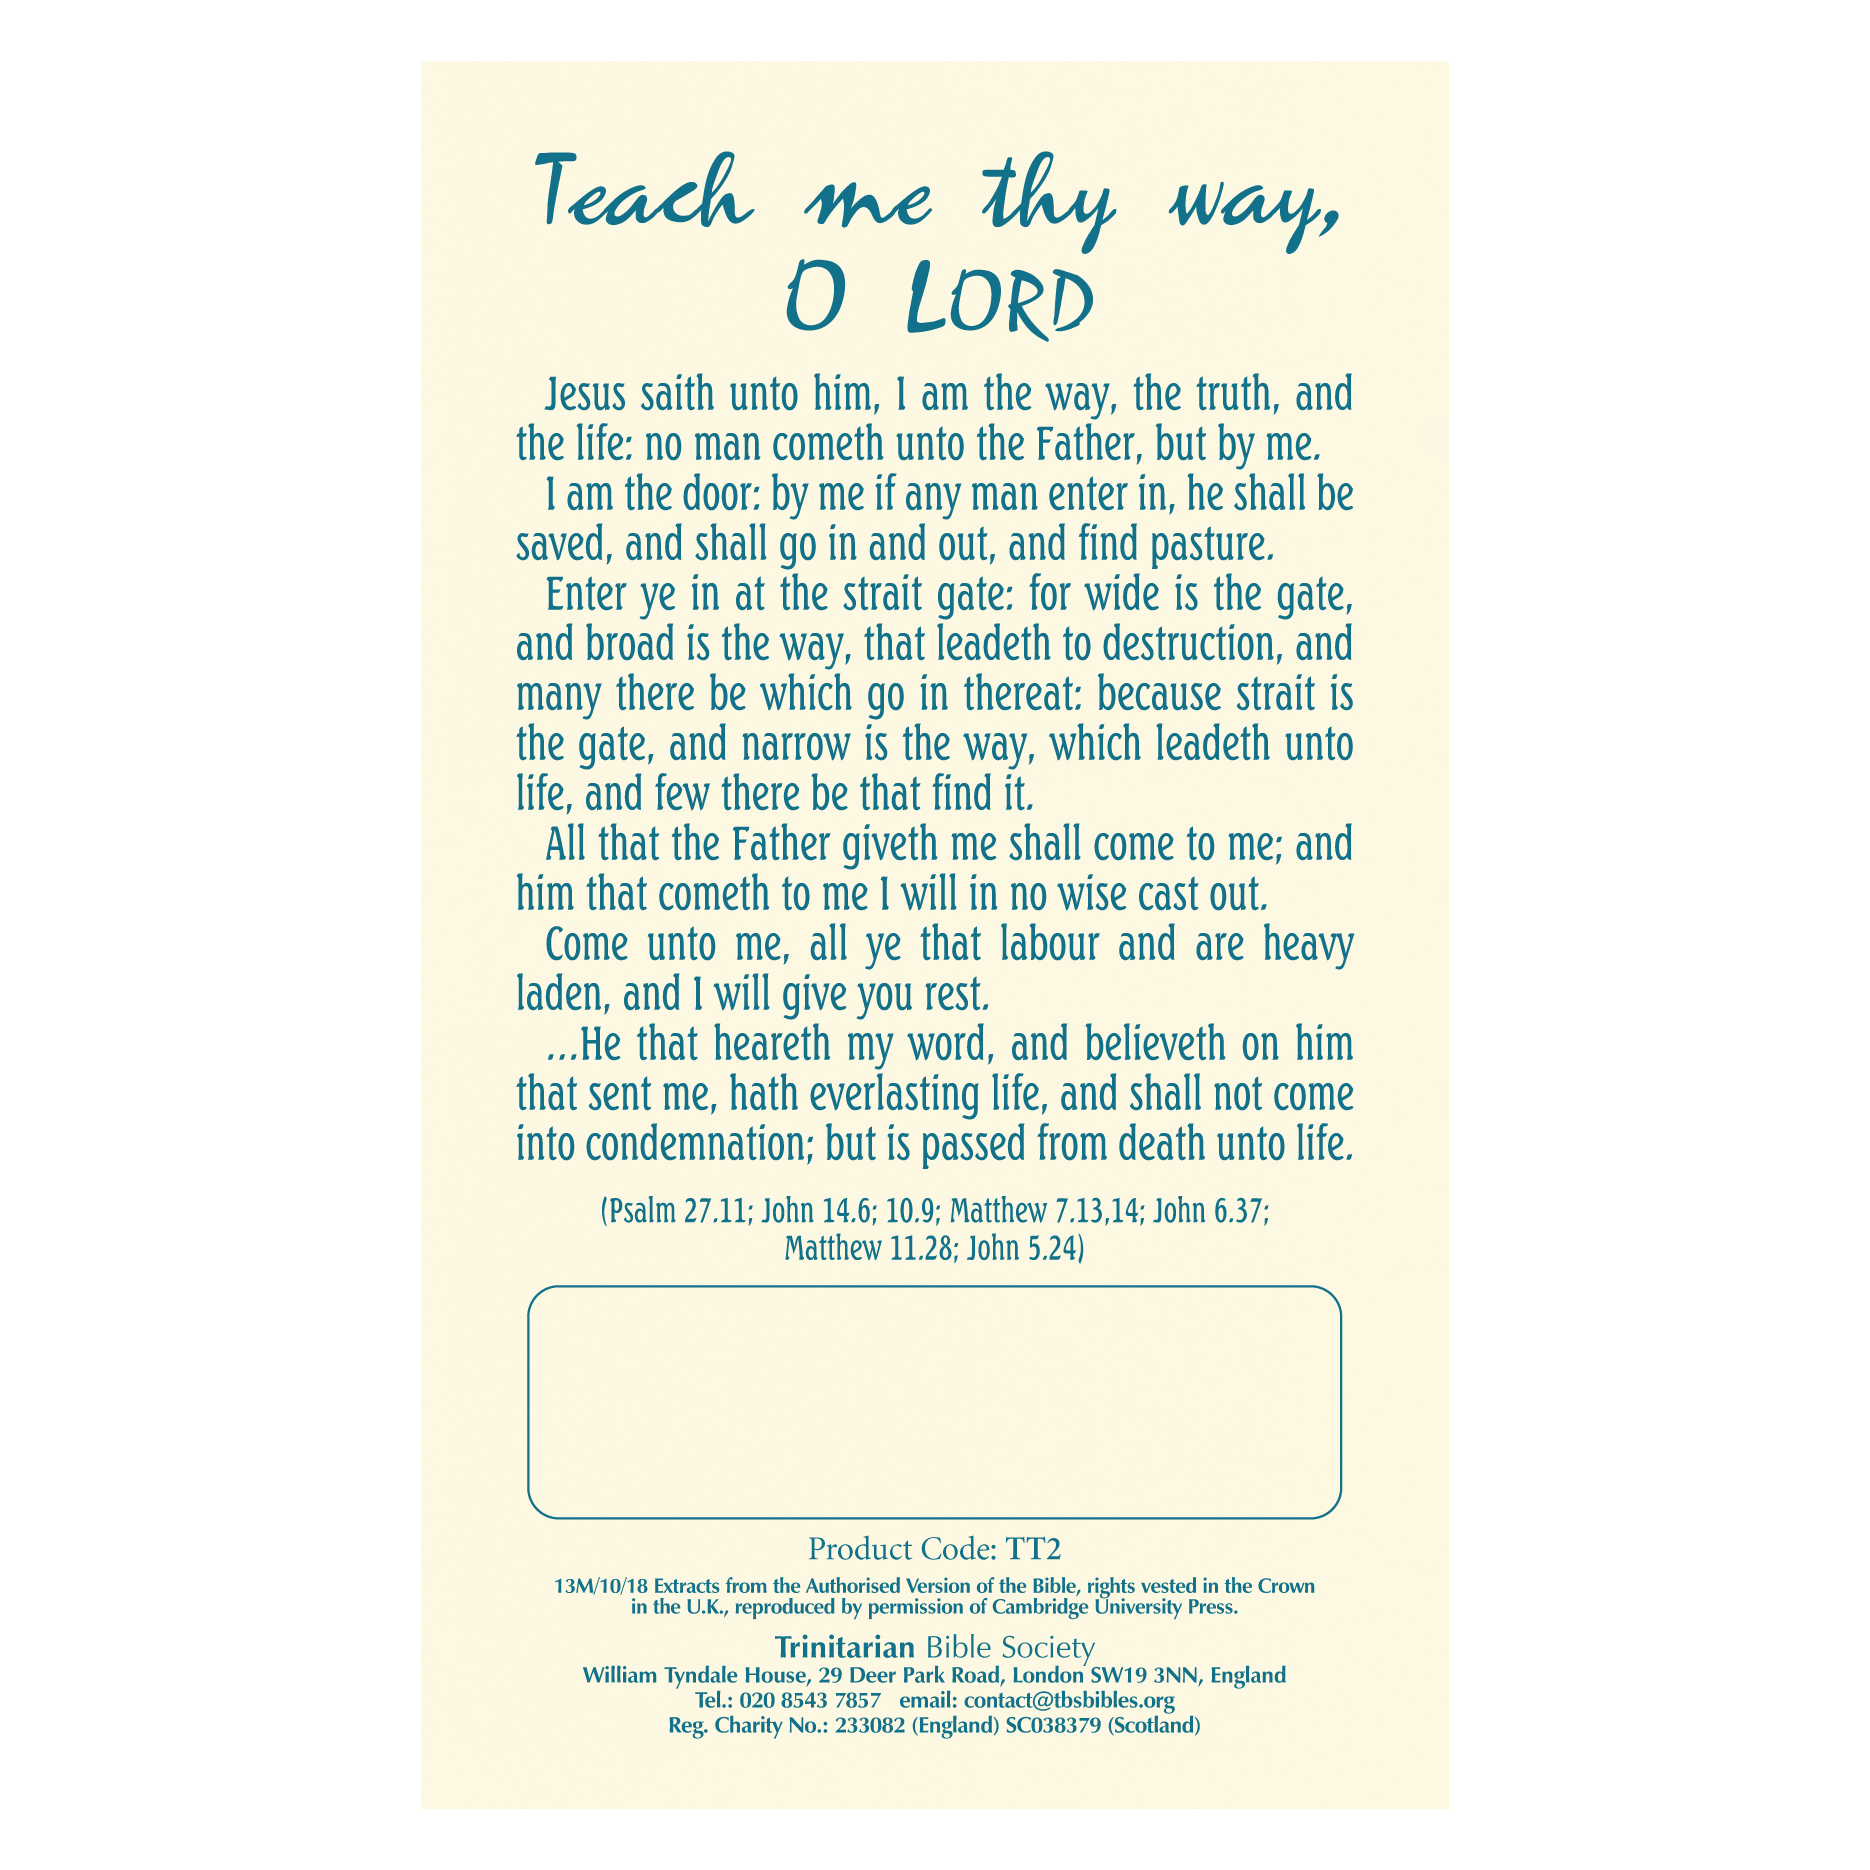 Teach me thy way,
O LORD
Jesus saith unto him, I am the way, the truth, and
the life: no man cometh unto the Father, but by me.
I am the door: by me if any man enter in, he shall be
saved, and shall go in and out, and find pasture.
Enter ye in at the strait gate: for wide is the gate,
and broad is the way, that leadeth to destruction, and
many there be which go in thereat: because strait is
the gate, and narrow is the way, which leadeth unto
life, and few there be that find it.
All that the Father giveth me shall come to me; and
him that cometh to me I will in no wise cast out.
Come unto me, all ye that labour and are heavy
laden, and I will give you rest.
...He that heareth my word, and believeth on him
that sent me, hath everlasting life, and shall not come
into condemnation; but is passed from death unto life.
(Psalm 27.11; John 14.6; 10.9; Matthew 7.13,14; John 6.37;
Matthew 11.28; John 5.24)
Product Code: TT2
13M/10/18 Extracts from the Authorised Version of the Bible, rights vested in the Crown
in the U.K., reproduced by permission of Cambridge University Press.
Trinitarian Bible Society
William Tyndale House, 29 Deer Park Road, London SW19 3NN, England
Tel.: 020 8543 7857 email: contact@tbsbibles.org
Reg. Charity No.: 233082 (England) SC038379 (Scotland)